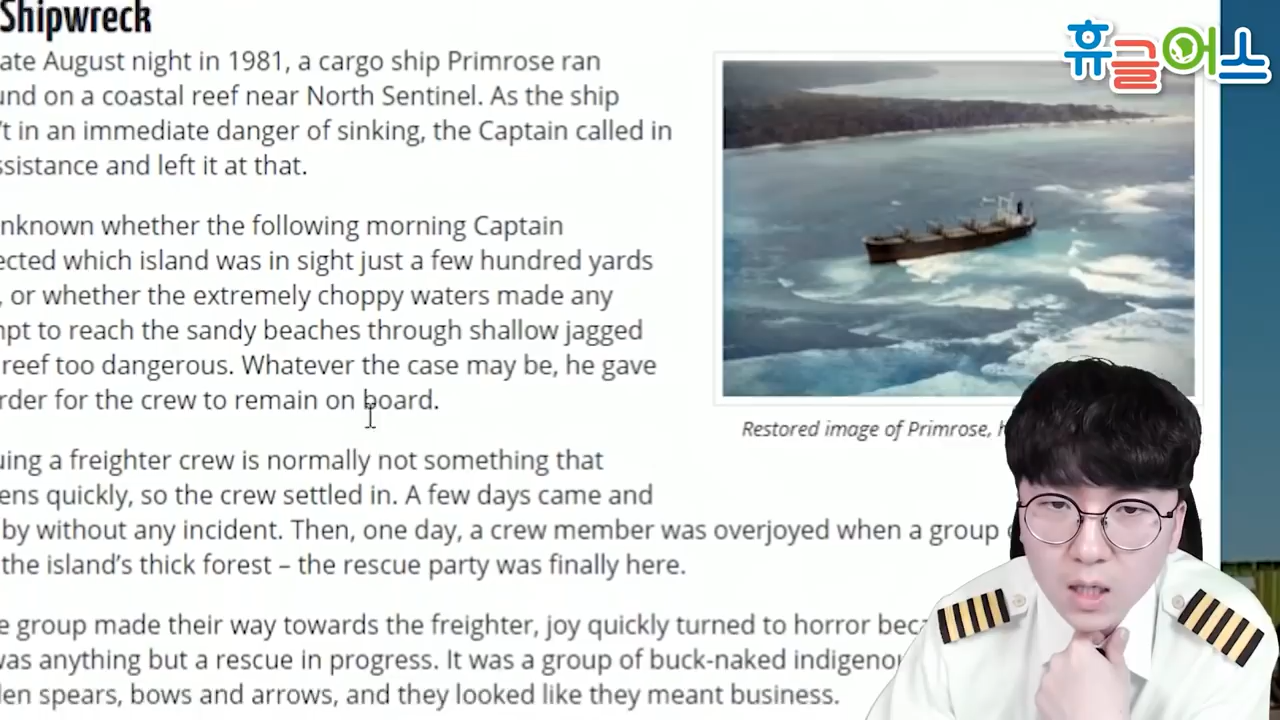 Shipwreck
휴글어스
ate August night in 1981, a cargo ship Primrose ran
und on a coastal reef near North Sentinel. As the ship
't in an immediate danger of sinking, the Captain called in
ssistance and left it at that.
nknown whether the following morning Captain
ected which island was in sight just a few hundred yards
, or whether the extremely choppy waters made any
mpt to reach the sandy beaches through shallow jagged
reef too dangerous. Whatever the case may be, he gave
rder for the crew to remain on board.
Restored image of Primrose,
uing a freighter crew is normally not something that
ens quickly, so the crew settled in. A few days came and
by without any incident. Then, one day, a crew member was overjoyed when a group
the island's thick forest – the rescue party was finally here.
e group made their way towards the freighter, joy quickly turned to horror beca
was anything but a rescue in progress. It was a group of buck-naked indigeno
den spears, bows and arrows, and they looked like they meant business.